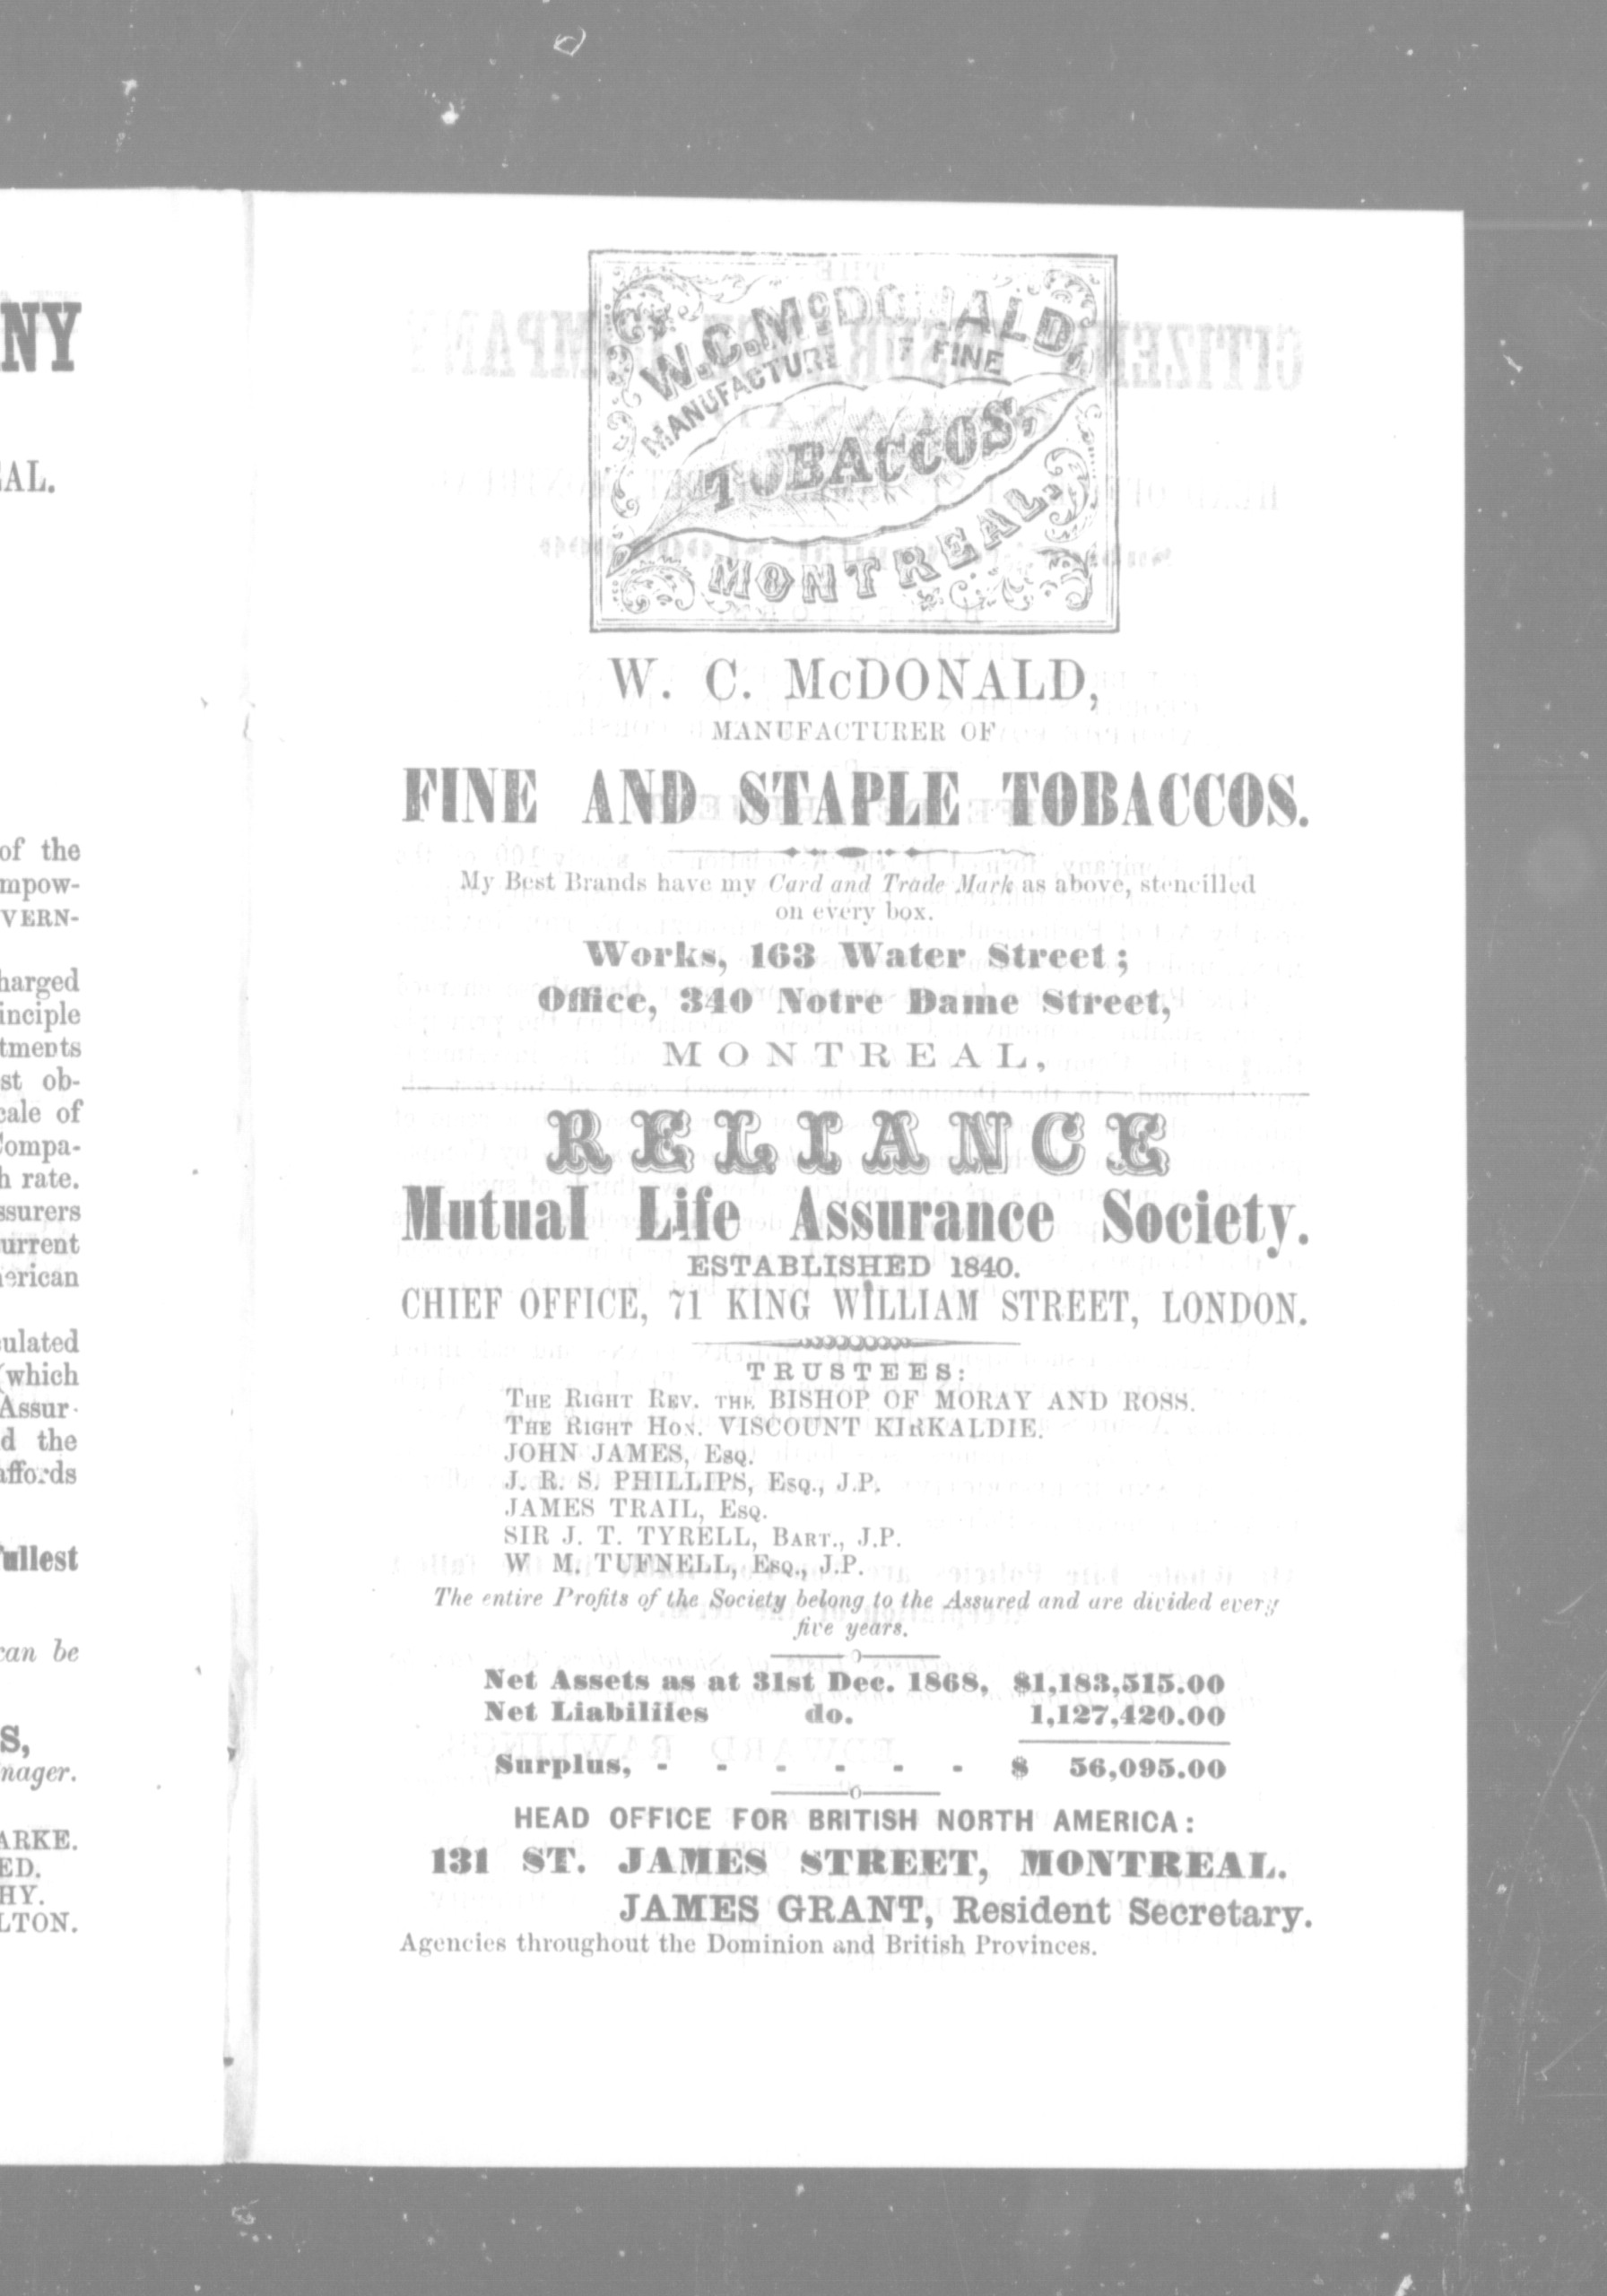 NY
AL.
of the
mpow-
VERN-
harged
inciple
tments
st ob-
cale of
Compa-
h rate.
ssurers
urrent
erican
ulated
(which
Assur-
d the
affords
fullest
can be
S,
nager.
ARKE.
ED.
HY.
LTON.
W. C. McDONALD,
MANUFACTURE FINE
TOBACCOS,
MONTREAL.
W. C. McDONALD,
MANUFACTURER OF
FINE AND STAPLE TOBACCOS.
My Best Brands have my Card and Trade Mark as above, stencilled
on every box.
Works, 163 Water Street;
Office, 340 Notre Dame Street,
MONTREAL,
RELIANCE
Mutual Life Assurance Society.
ESTABLISHED 1840.
CHIEF OFFICE, 71 KING WILLIAM STREET, LONDON.
TRUSTEES:
THE RIGHT REV. THE BISHOP OF MORAY AND ROSS.
THE RIGHT HON. VISCOUNT KIRKALDIE.
JOHN JAMES, ESQ.
J. R. S. PHILLIPS, ESQ., J.P.
JAMES TRAIL, ESQ.
SIR J. T. TYRELL, BART., J.P.
W. M. TUFNELL, ESQ., J.P.
The entire Profits of the Society belong to the Assured and are divided every
five years.
Net Assets as at 31st Dec. 1868, $1,183,515.00
Net Liabilities do. 1,127,420.00
Surplus, - - - - - - $ 56,095.00
HEAD OFFICE FOR BRITISH NORTH AMERICA:
131 ST. JAMES STREET, MONTREAL.
JAMES GRANT, Resident Secretary.
Agencies throughout the Dominion and British Provinces.